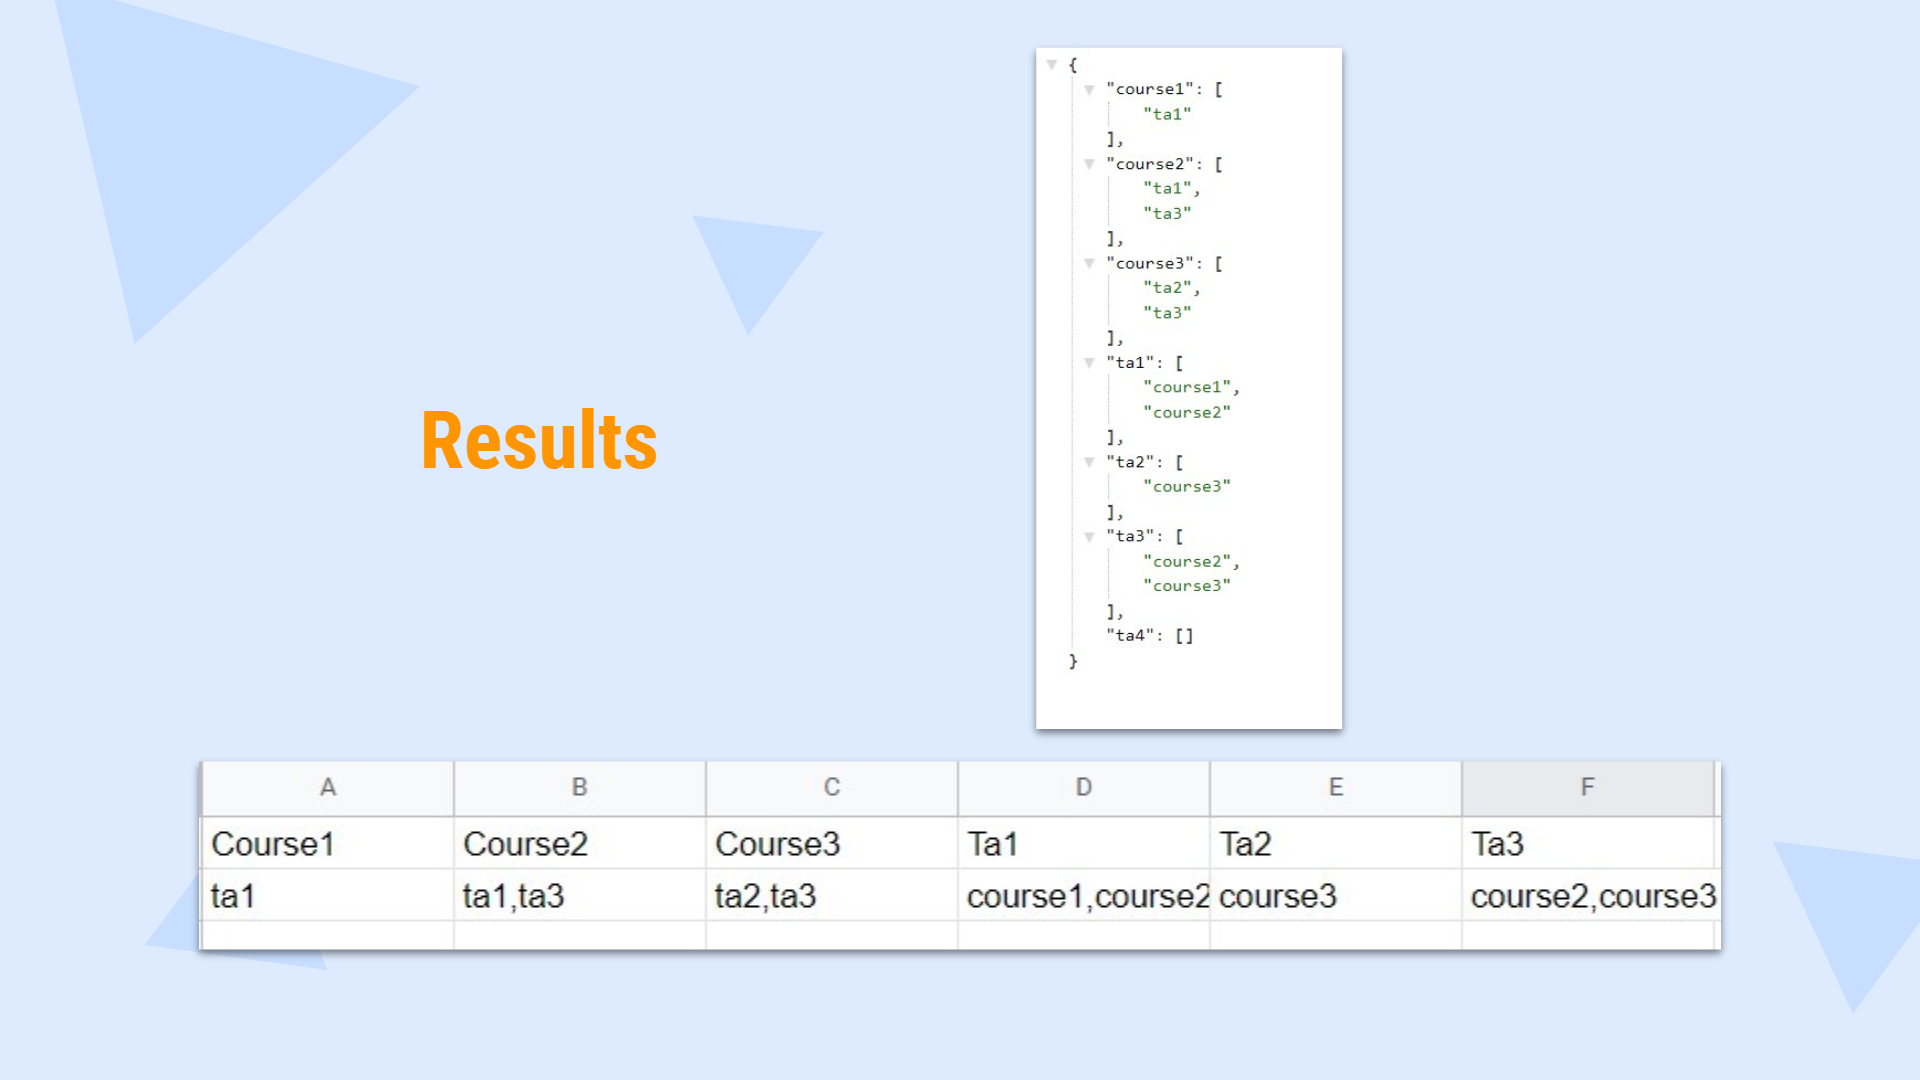 Results
{
"course1": [
"ta1"
],
"course2": [
"ta1",
"ta3"
],
"course3": [
"ta2",
"ta3"
],
"ta1": [
"course1",
"course2"
],
"ta2": [
"course3"
],
"ta3": [
"course2",
"course3"
],
"ta4": []
}
A B C D E F
Course1 Course2 Course3 Ta1 Ta2 Ta3
ta1 ta1,ta3 ta2,ta3 course1,course2 course3 course2,course3